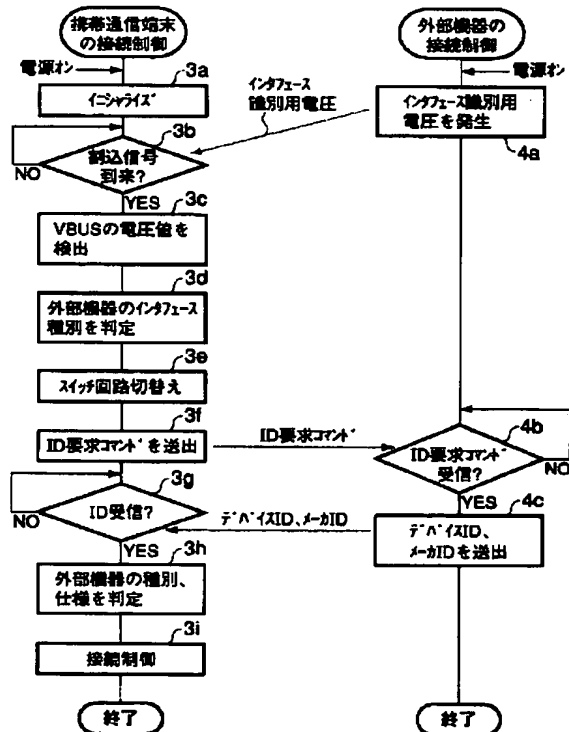 携帯通信端末
の接続制御
電源オン
3a
イニシャライズ
3b
割込信号
到来?
NO
YES
3c
VBUSの電圧値を
検出
3d
外部機器のインタフェース
種別を判定
3e
スイッチ回路切替え
3f
ID要求コマンドを送出
3g
ID受信?
NO
YES
3h
外部機器の種別、
仕様を判定
3i
接続制御
終了
インタフェース
識別用電圧
ID要求コマンド
デバイスID、メーカID
外部機器の
接続制御
電源オン
インタフェース識別用
電圧を発生
4a
4b
ID要求コマンド
受信?
NO
YES
4c
デバイスID、
メーカIDを送出
終了